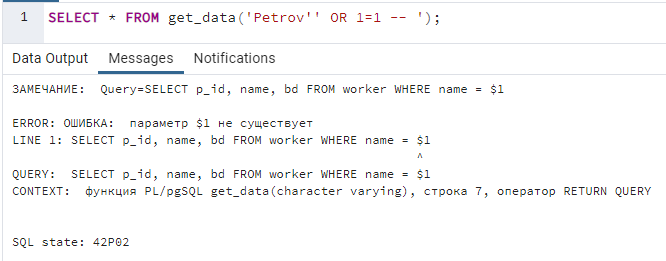 1 SELECT * FROM get_data('Petrov'' OR 1=1 -- ');
Data Output Messages Notifications
ЗАМЕЧАНИЕ:  Query=SELECT p_id, name, bd FROM worker WHERE name = $1
ERROR: ОШИБКА:  параметр $1 не существует
LINE 1: SELECT p_id, name, bd FROM worker WHERE name = $1
^
QUERY:  SELECT p_id, name, bd FROM worker WHERE name = $1
CONTEXT:  функция PL/pgSQL get_data(character varying), строка 7, оператор RETURN QUERY
SQL state: 42P02